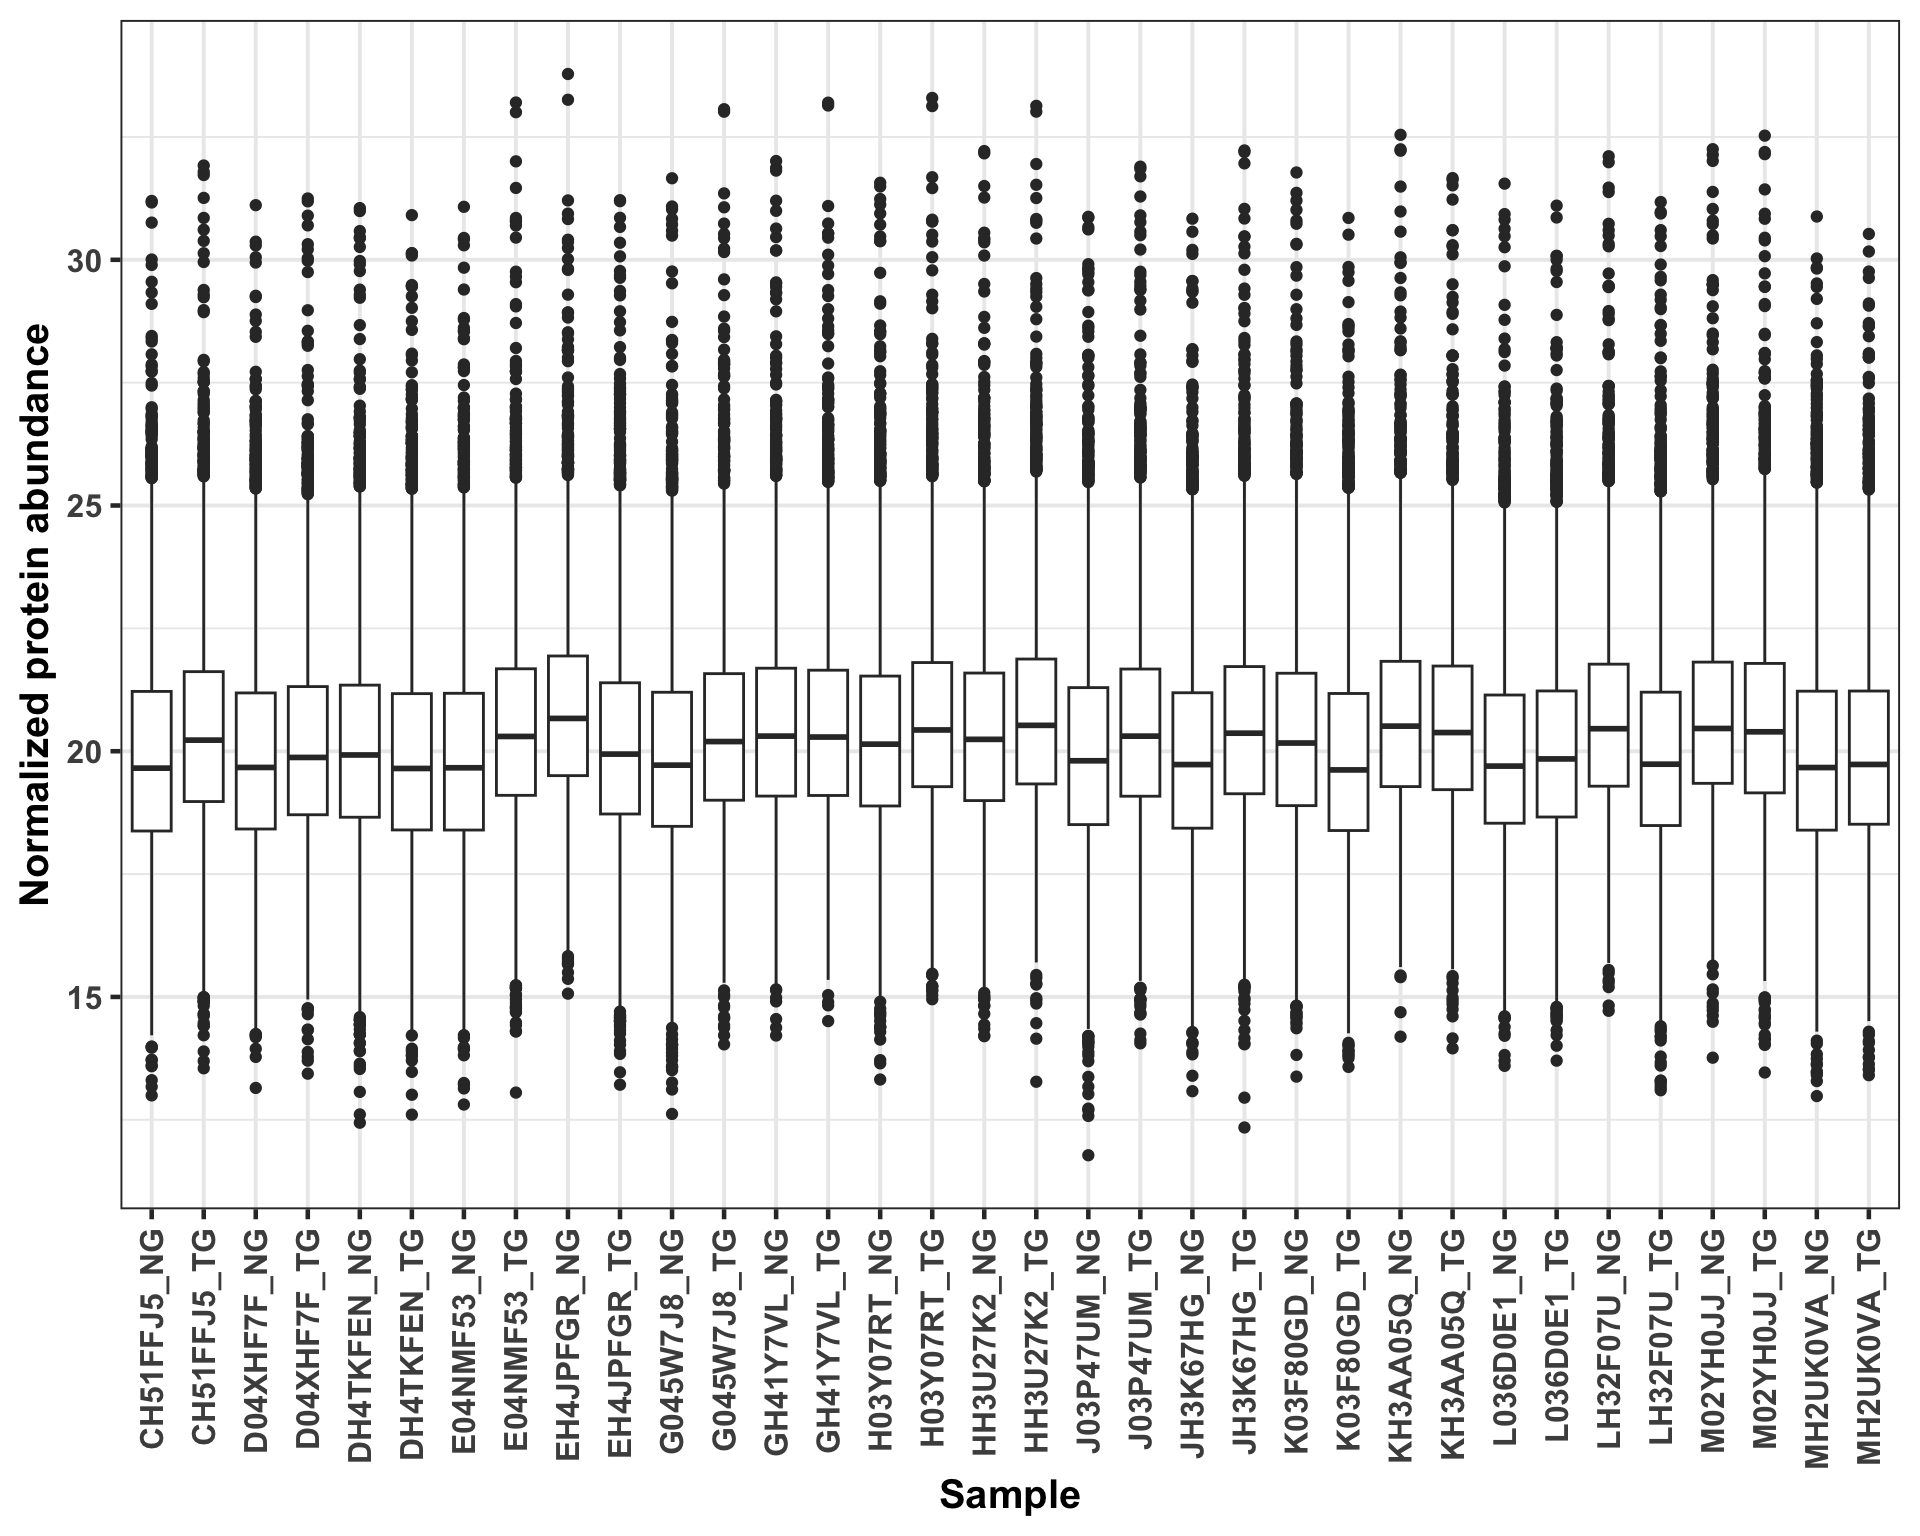 Normalized protein abundance
30
25
20
15
CH51FFJ5_NG
CH51FFJ5_TG
D04XHF7F_NG
D04XHF7F_TG
DH4TKFEN_NG
DH4TKFEN_TG
E04NMF53_NG
E04NMF53_TG
EH4JPFGR_NG
EH4JPFGR_TG
G045W7J8_NG
G045W7J8_TG
GH41Y7VL_NG
GH41Y7VL_TG
H03Y07RT_NG
H03Y07RT_TG
HH3U27K2_NG
HH3U27K2_TG
J03P47UM_NG
J03P47UM_TG
JH3K67HG_NG
JH3K67HG_TG
K03F80GD_NG
K03F80GD_TG
KH3AA05Q_NG
KH3AA05Q_TG
L036D0E1_NG
L036D0E1_TG
LH32F07U_NG
LH32F07U_TG
M02YH0JJ_NG
M02YH0JJ_TG
MH2UK0VA_NG
MH2UK0VA_TG
Sample